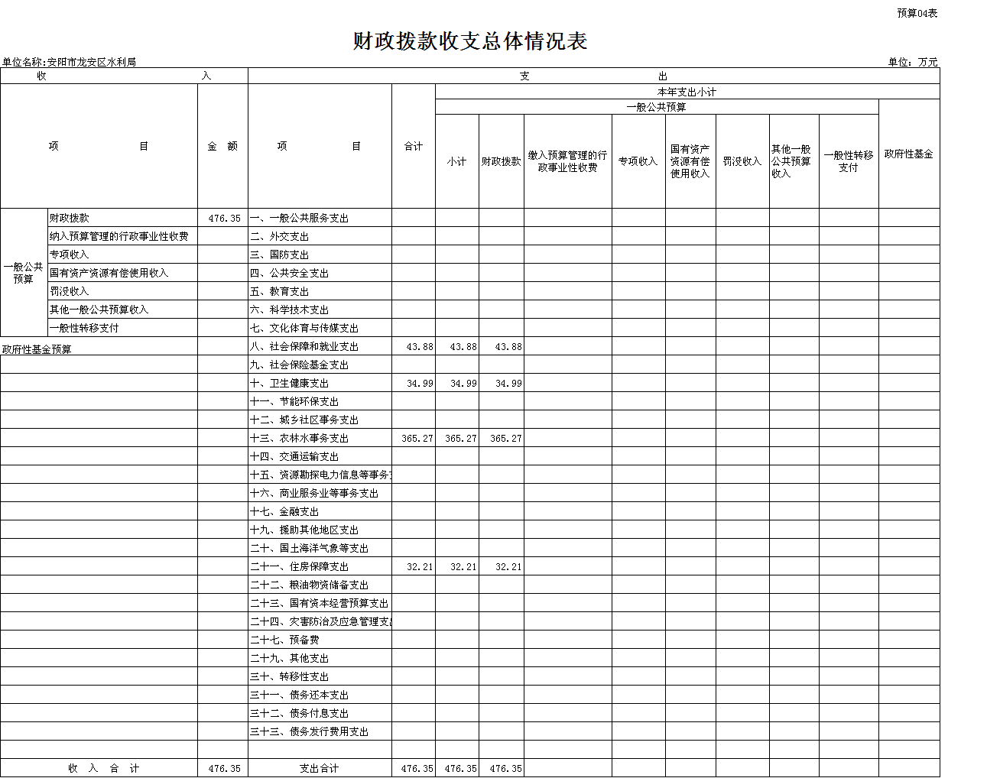 预算04表
财政拨款收支总体情况表
单位名称:安阳市龙安区水利局 单位：万元
收 入 支 出
项 目 金 额 项 目 合计 本年支出小计
一般公共预算 政府性基金
小计 财政拨款 缴入预算管理的行政事业性收费 专项收入 国有资产资源有偿使用收入 罚没收入 其他一般公共预算收入 一般性转移支付
一般公共预算
财政拨款 476.35 一、一般公共服务支出
纳入预算管理的行政事业性收费 二、外交支出
专项收入 三、国防支出
国有资产资源有偿使用收入 四、公共安全支出
罚没收入 五、教育支出
其他一般公共预算收入 六、科学技术支出
一般性转移支付 七、文化体育与传媒支出
政府性基金预算 八、社会保障和就业支出 43.88 43.88 43.88
九、社会保险基金支出
十、卫生健康支出 34.99 34.99 34.99
十一、节能环保支出
十二、城乡社区事务支出
十三、农林水事务支出 365.27 365.27 365.27
十四、交通运输支出
十五、资源勘探电力信息等事务
十六、商业服务业等事务支出
十七、金融支出
十九、援助其他地区支出
二十、国土海洋气象等支出
二十一、住房保障支出 32.21 32.21 32.21
二十二、粮油物资储备支出
二十三、国有资本经营预算支出
二十四、灾害防治及应急管理支出
二十七、预备费
二十九、其他支出
三十、转移性支出
三十一、债务还本支出
三十二、债务付息支出
三十三、债务发行费用支出
收 入 合 计 476.35 支出合计 476.35 476.35 476.35